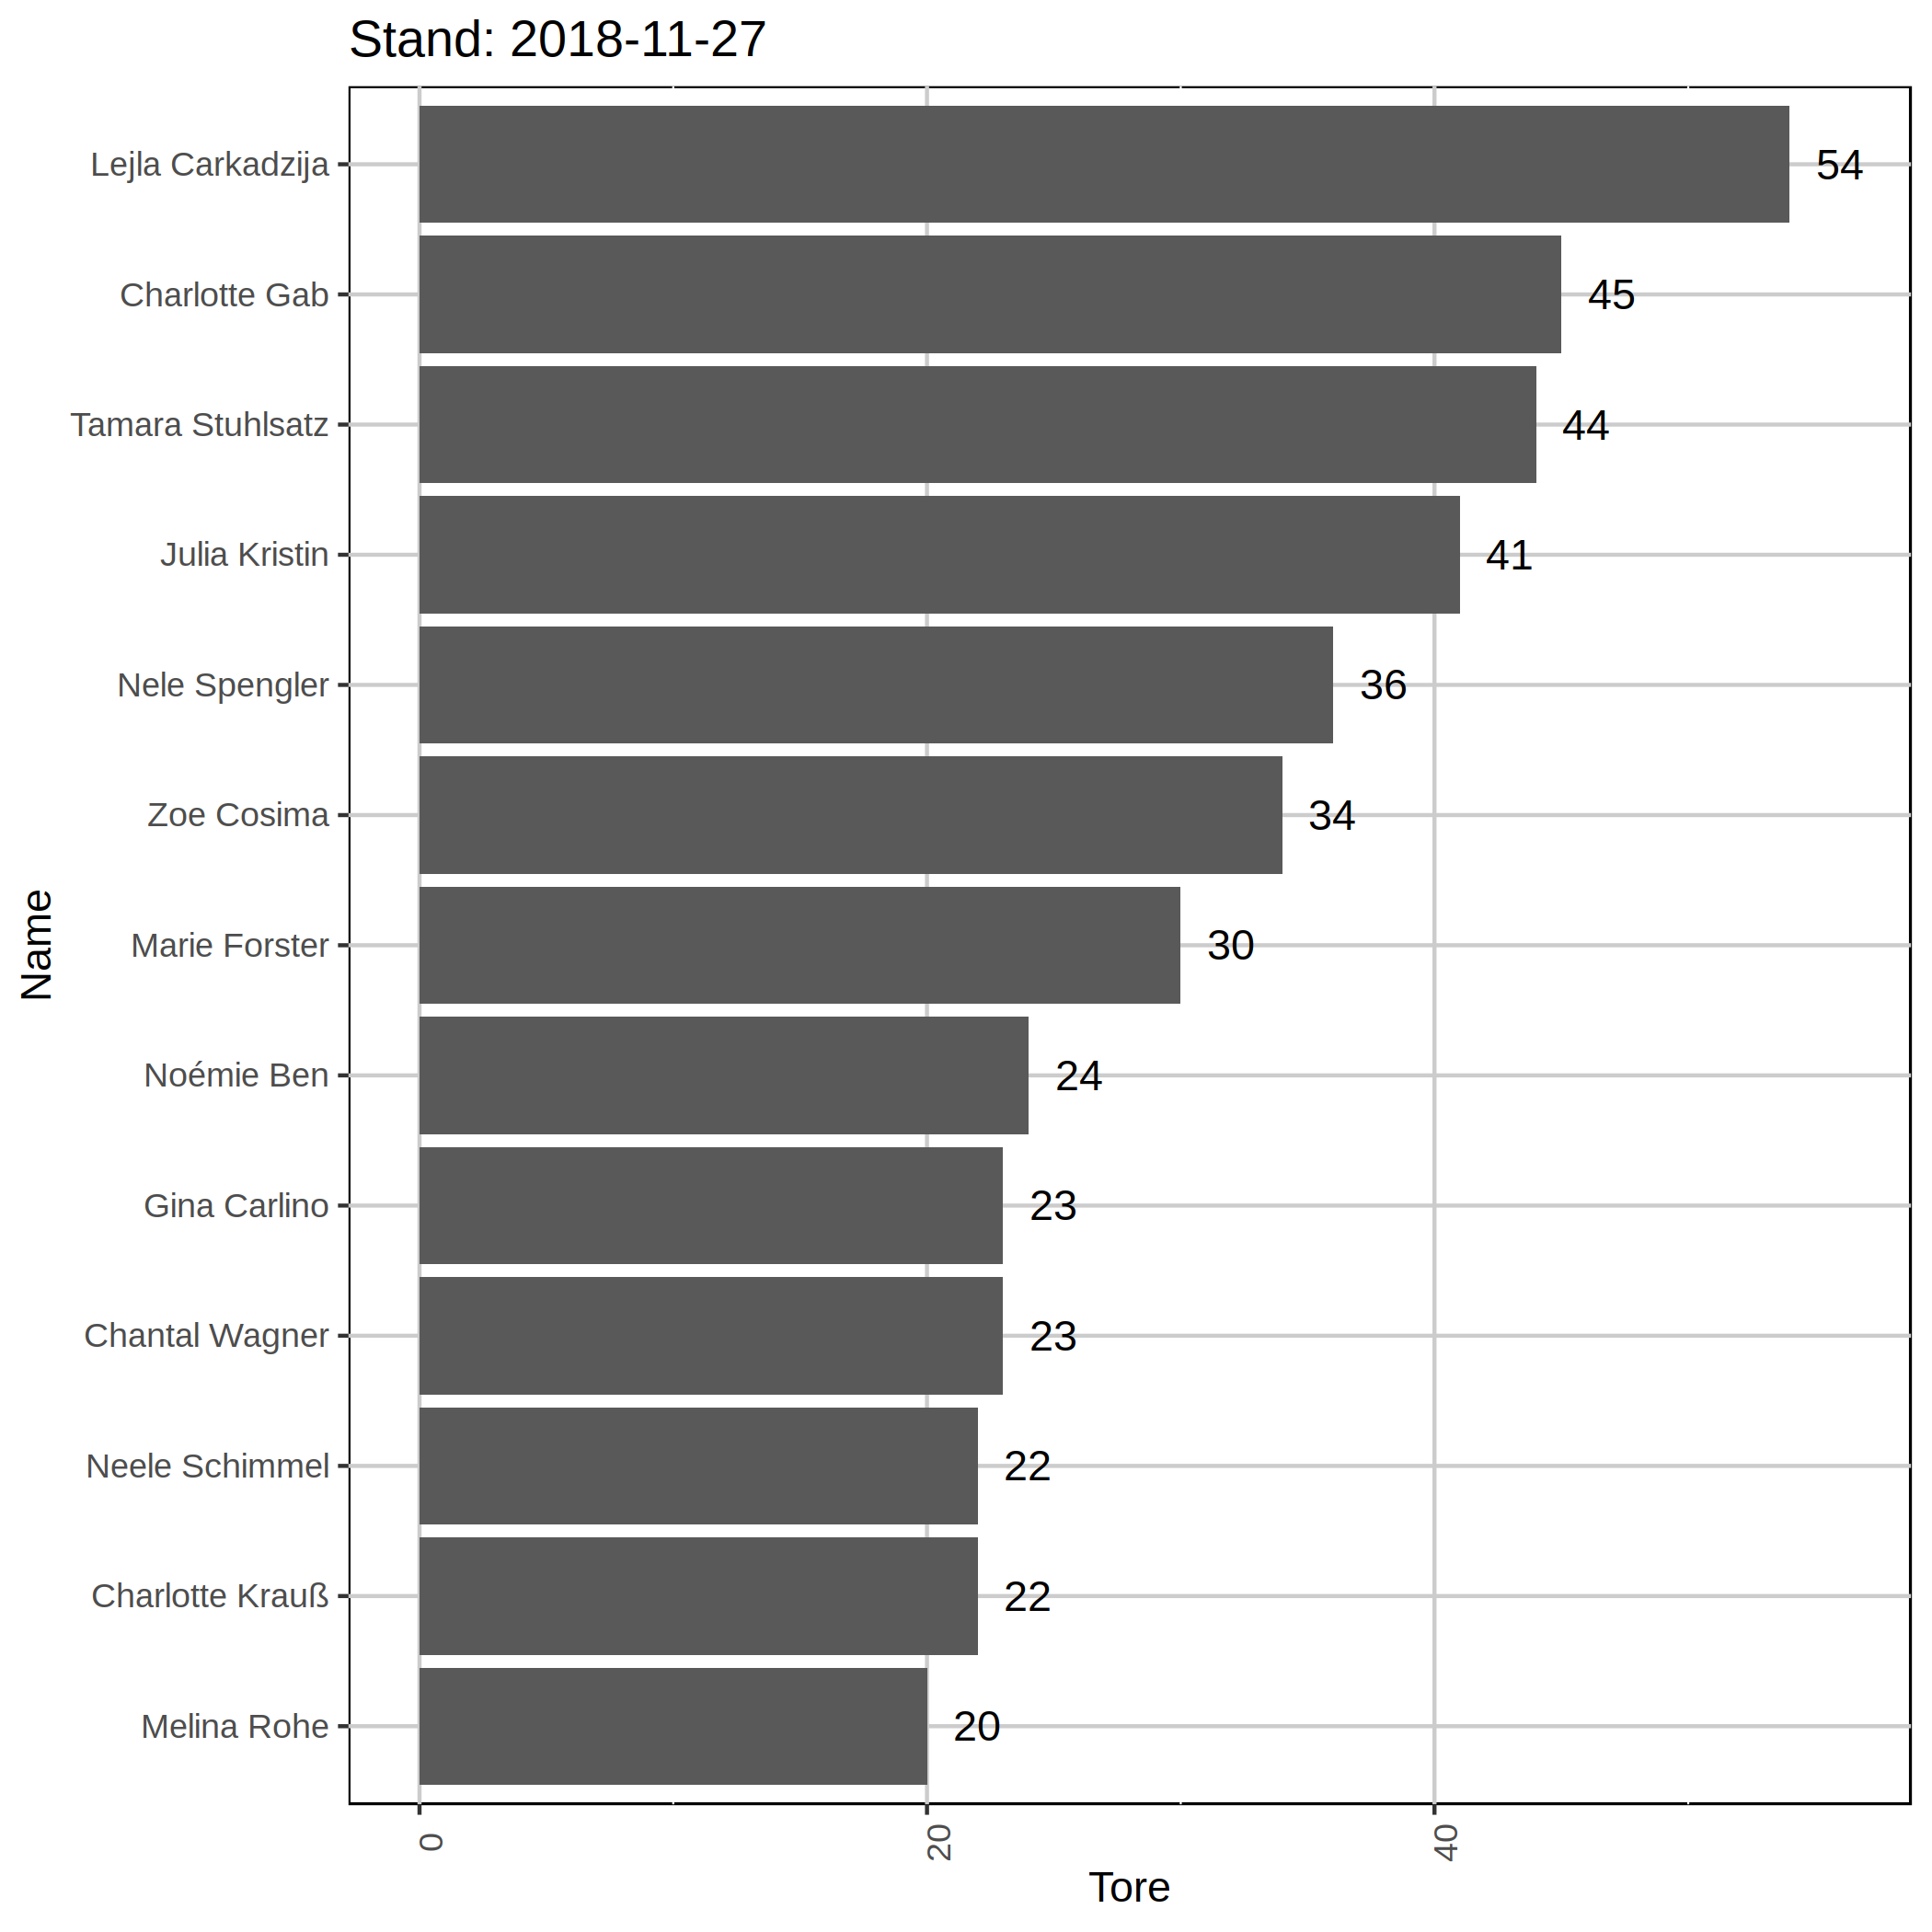 Stand: 2018-11-27
Lejla Carkadzija 54
Charlotte Gab 45
Tamara Stuhlsatz 44
Julia Kristin 41
Nele Spengler 36
Zoe Cosima 34
Marie Forster 30
Noémie Ben 24
Gina Carlino 23
Chantal Wagner 23
Neele Schimmel 22
Charlotte Krauß 22
Melina Rohe 20
Name
0 20 40
Tore